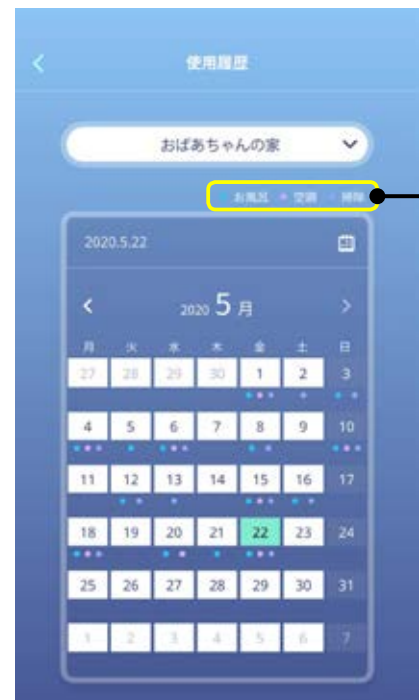 使用履歴
おばあちゃんの家
お風呂 空調 掃除
2020.5.22
2020 5 月
月 火 水 木 金 土 日
27 28 29 30 1 2 3
4 5 6 7 8 9 10
11 12 13 14 15 16 17
18 19 20 21 22 23 24
25 26 27 28 29 30 31
1 2 3 4 5 6 7